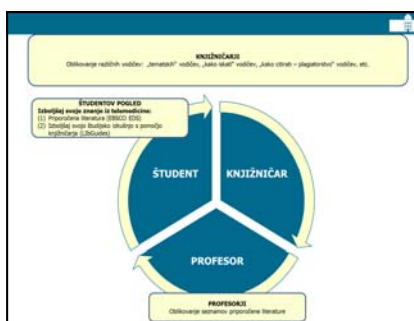 KNJIŽNIČARJI
Oblikovanje različnih vodičev: „tematskih“ vodičev, „kako iskati“ vodičev, „kako citirati – plagiatorstvo“ vodičev, etc.
ŠTUDENTOV POGLED
Izboljšaj svoje znanje iz telemedicine:
(1) Priporočena literatura (EBSCO EDS)
(2) Izboljšaj svojo študijsko izkušnjo s pomočjo
knjižničarja (LibGuides)
ŠTUDENT
KNJIŽNIČAR
PROFESOR
PROFESORJI
Oblikovanje seznamov priporočene literature